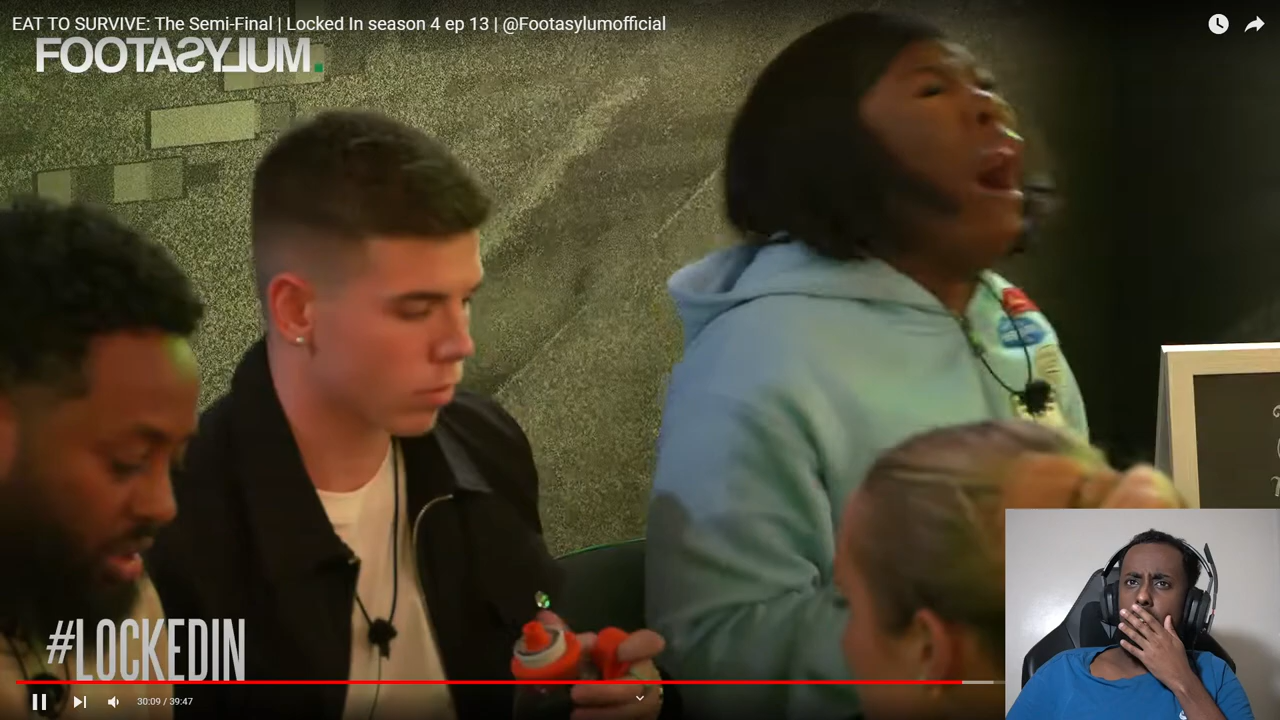 EAT TO SURVIVE: The Semi-Final | Locked In season 4 ep 13 | @Footasylumofficial
FOOTASYLUM.
#LOCKEDIN
30:09 / 39:47